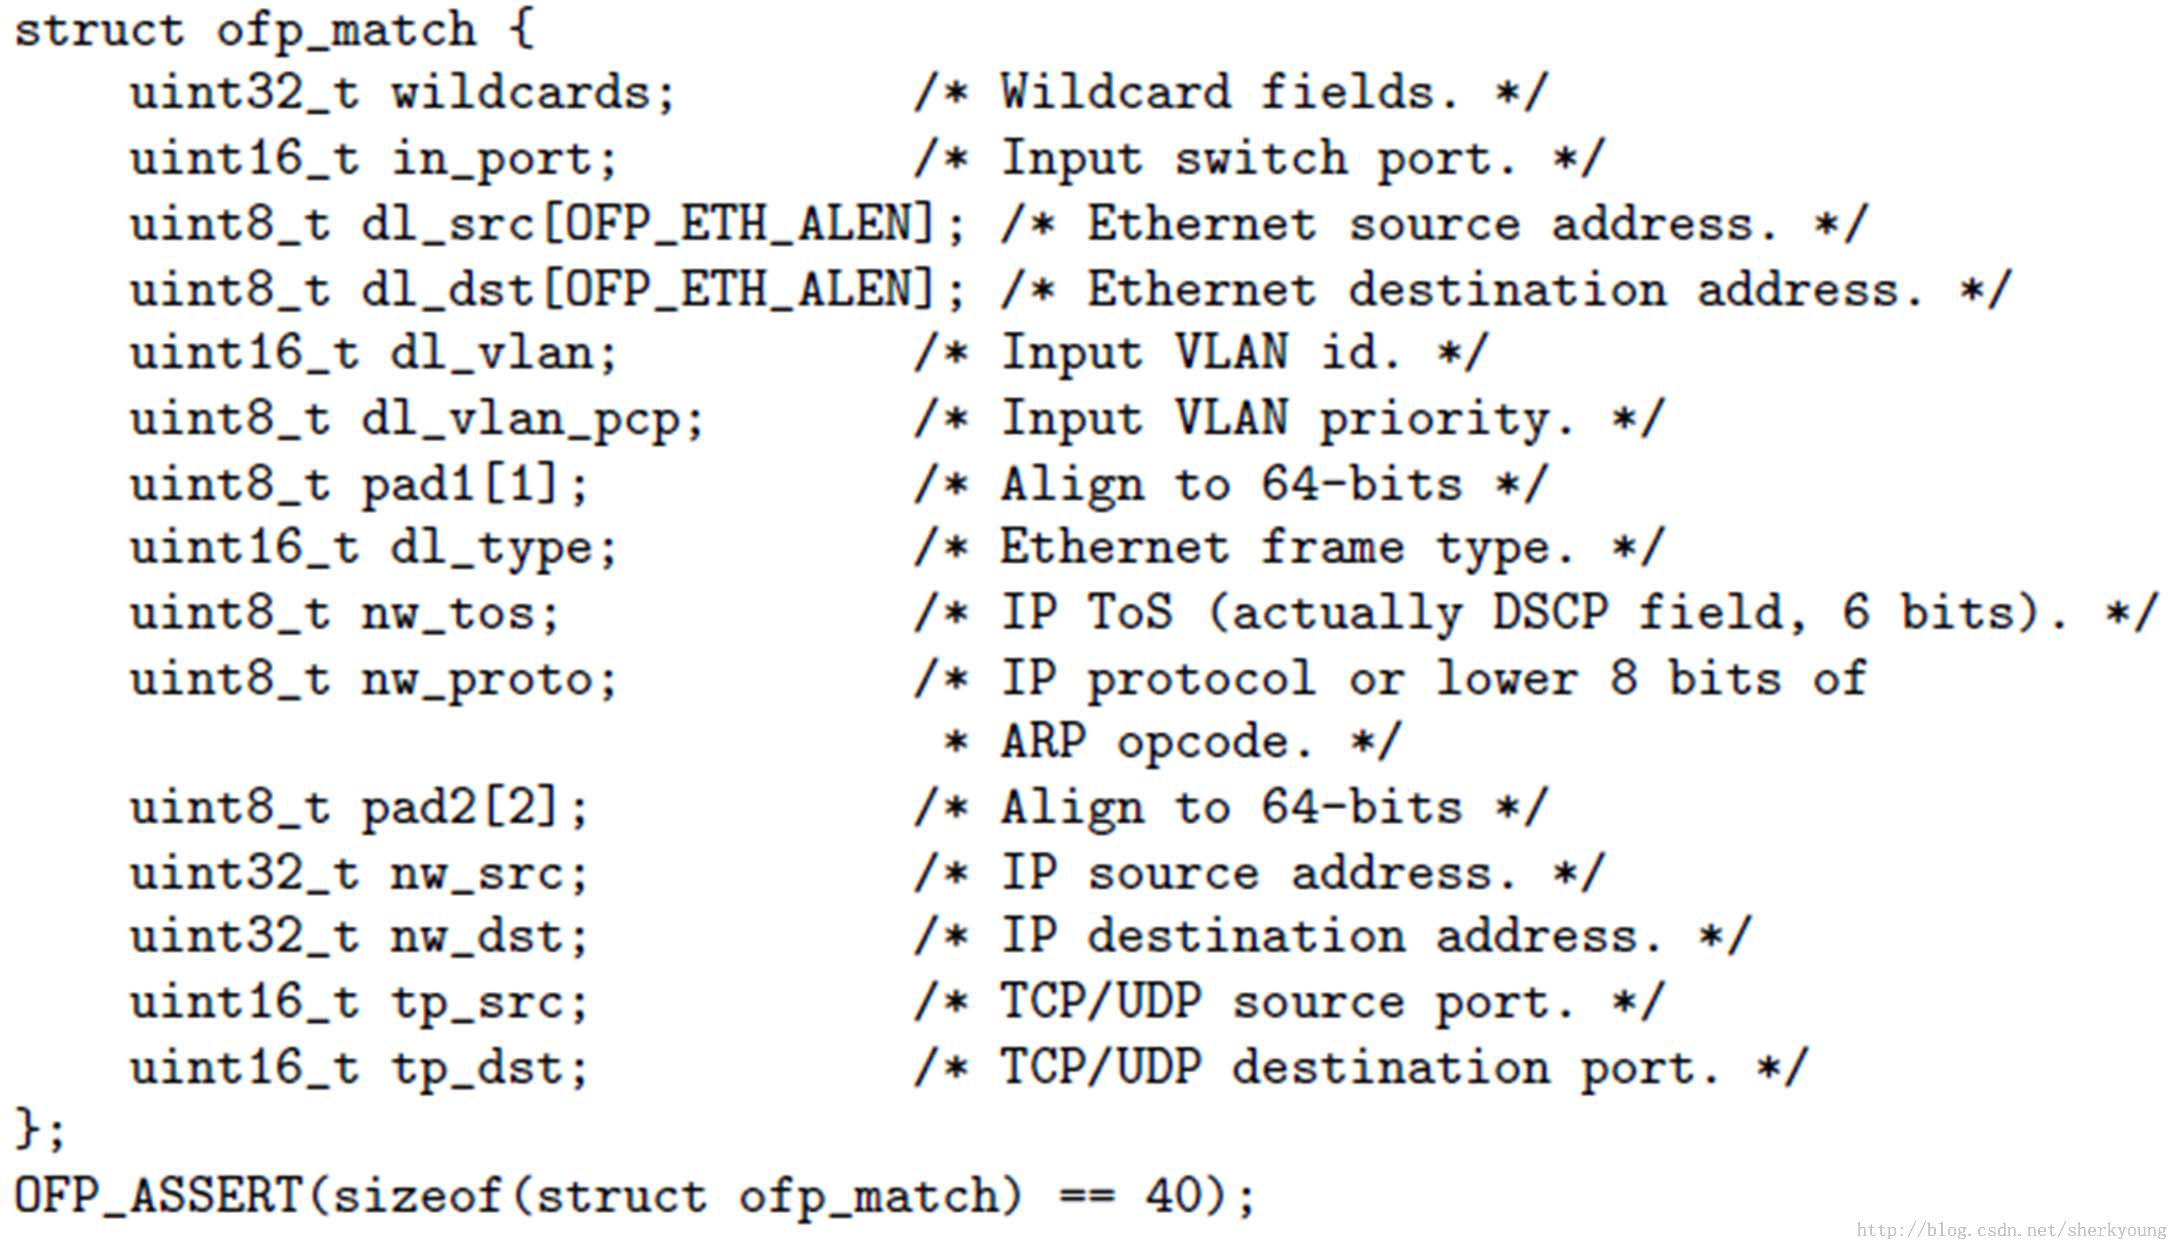 struct ofp_match {
    uint32_t wildcards;        /* Wildcard fields. */
    uint16_t in_port;          /* Input switch port. */
    uint8_t dl_src[OFP_ETH_ALEN]; /* Ethernet source address. */
    uint8_t dl_dst[OFP_ETH_ALEN]; /* Ethernet destination address. */
    uint16_t dl_vlan;          /* Input VLAN id. */
    uint8_t dl_vlan_pcp;       /* Input VLAN priority. */
    uint8_t pad1[1];           /* Align to 64-bits */
    uint16_t dl_type;          /* Ethernet frame type. */
    uint8_t nw_tos;            /* IP ToS (actually DSCP field, 6 bits). */
    uint8_t nw_proto;          /* IP protocol or lower 8 bits of
                                * ARP opcode. */
    uint8_t pad2[2];           /* Align to 64-bits */
    uint32_t nw_src;           /* IP source address. */
    uint32_t nw_dst;           /* IP destination address. */
    uint16_t tp_src;           /* TCP/UDP source port. */
    uint16_t tp_dst;           /* TCP/UDP destination port. */
};
OFP_ASSERT(sizeof(struct ofp_match) == 40);
http://blog.csdn.net/sherkyoung